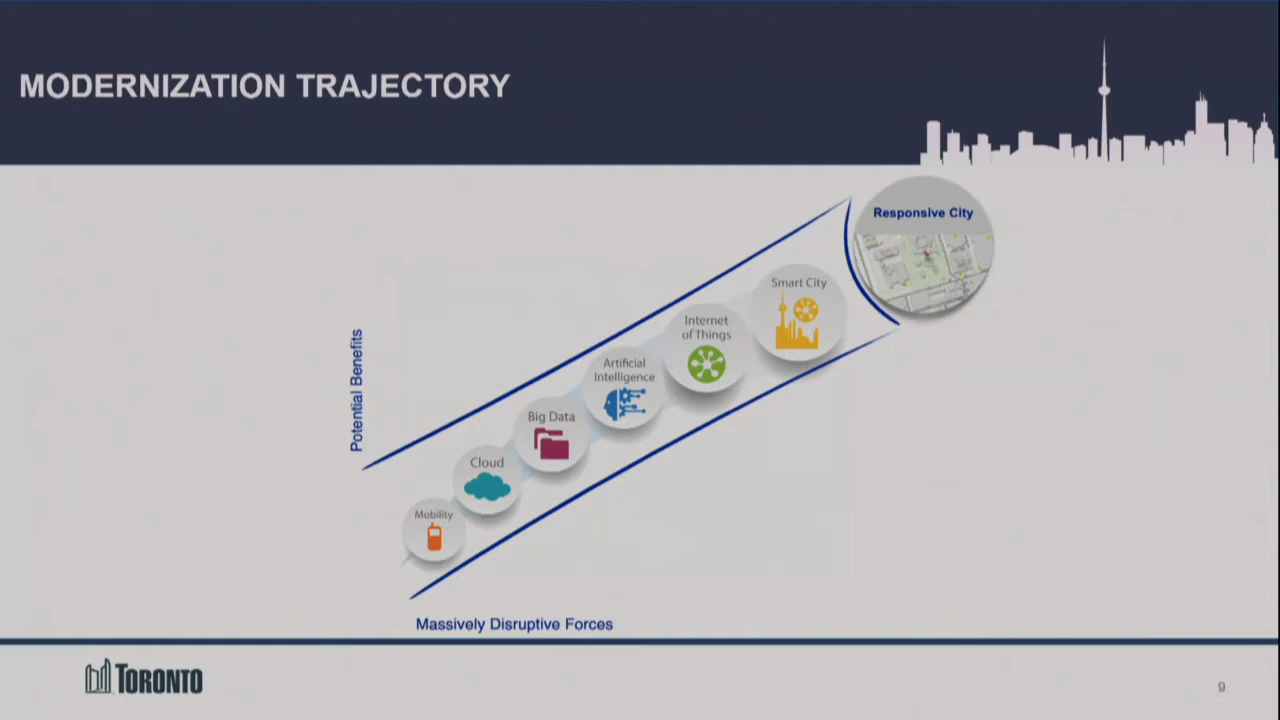 MODERNIZATION TRAJECTORY
Responsive City
Smart City
Internet
of Things
Artificial
Intelligence
Big Data
Cloud
Mobility
Potential Benefits
Massively Disruptive Forces
TORONTO
9